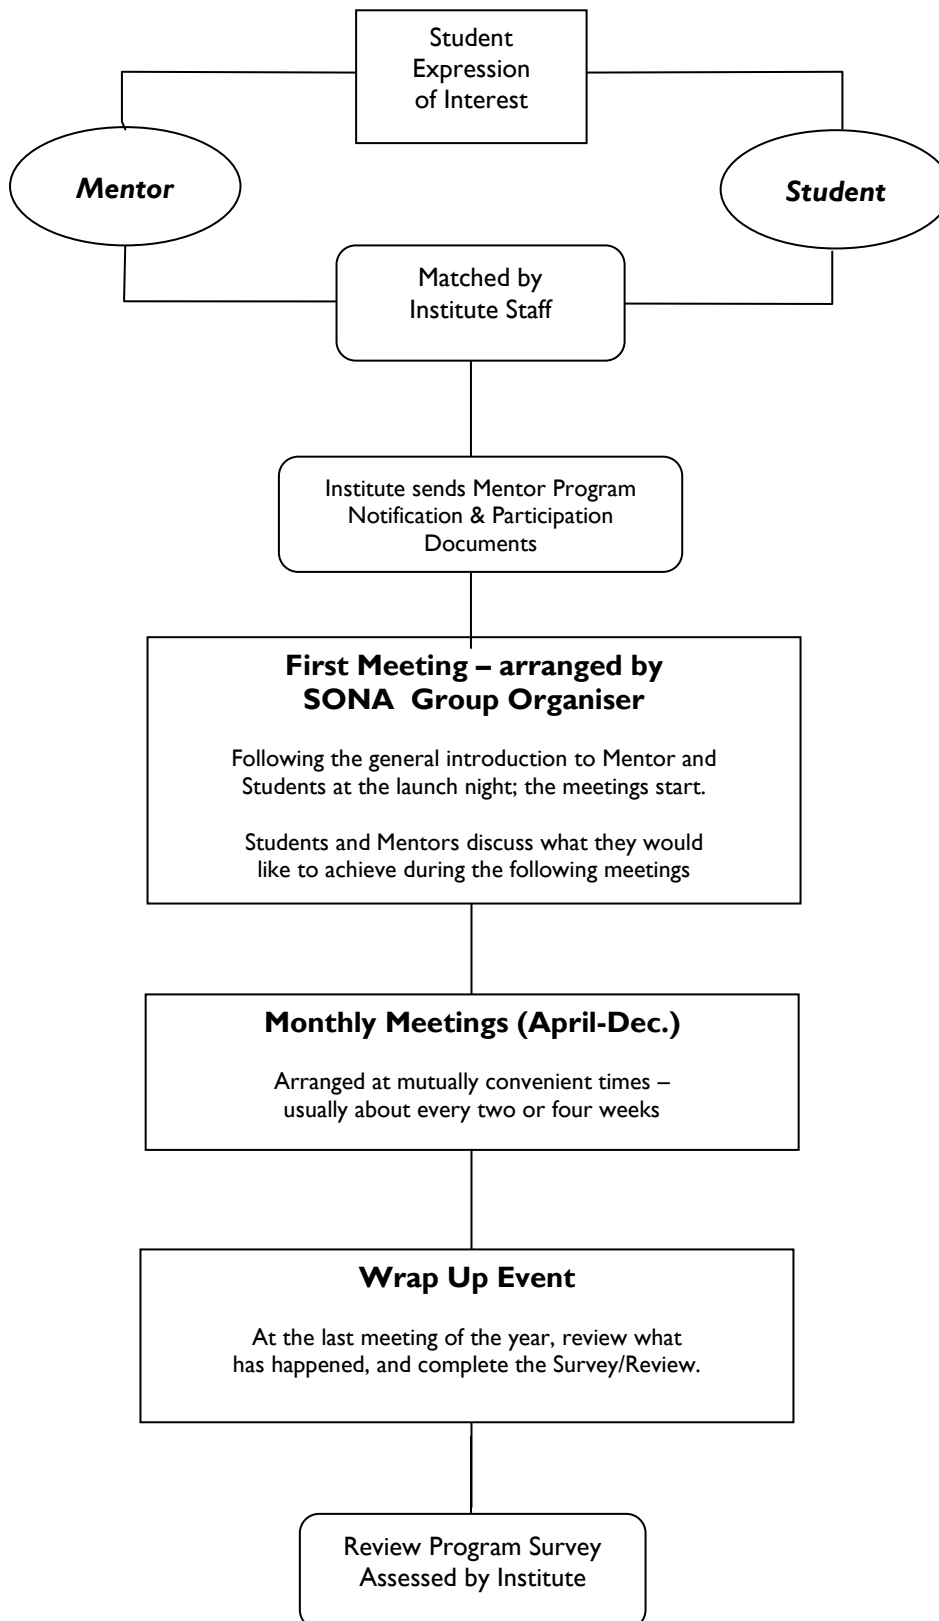 Student
Expression
of Interest
Mentor
Student
Matched by
Institute Staff
Institute sends Mentor Program
Notification & Participation
Documents
First Meeting – arranged by
SONA  Group Organiser
Following the general introduction to Mentor and
Students at the launch night; the meetings start.
Students and Mentors discuss what they would
like to achieve during the following meetings
Monthly Meetings (April-Dec.)
Arranged at mutually convenient times –
usually about every two or four weeks
Wrap Up Event
At the last meeting of the year, review what
has happened, and complete the Survey/Review.
Review Program Survey
Assessed by Institute